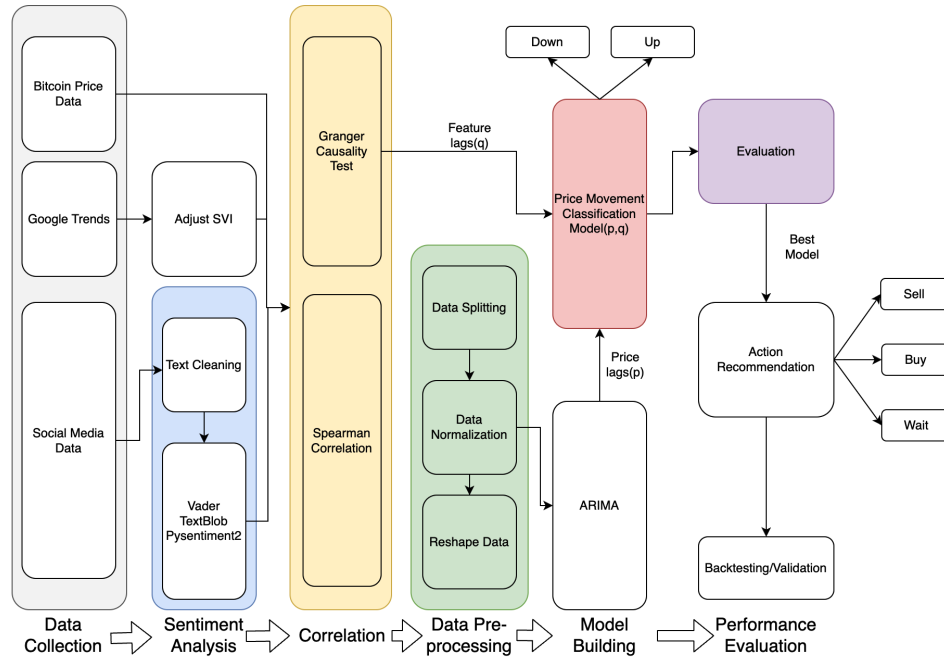 Bitcoin Price
Data
Google Trends
Social Media
Data
Adjust SVI
Text Cleaning
Vader
TextBlob
Pysentiment2
Granger
Causality
Test
Spearman
Correlation
Feature
lags(q)
Data Splitting
Data
Normalization
Reshape Data
Down
Up
Price Movement
Classification
Model(p,q)
Price
lags(p)
ARIMA
Evaluation
Best
Model
Action
Recommendation
Sell
Buy
Wait
Backtesting/Validation
Data
Collection
Sentiment
Analysis
Correlation
Data Pre-
processing
Model
Building
Performance
Evaluation